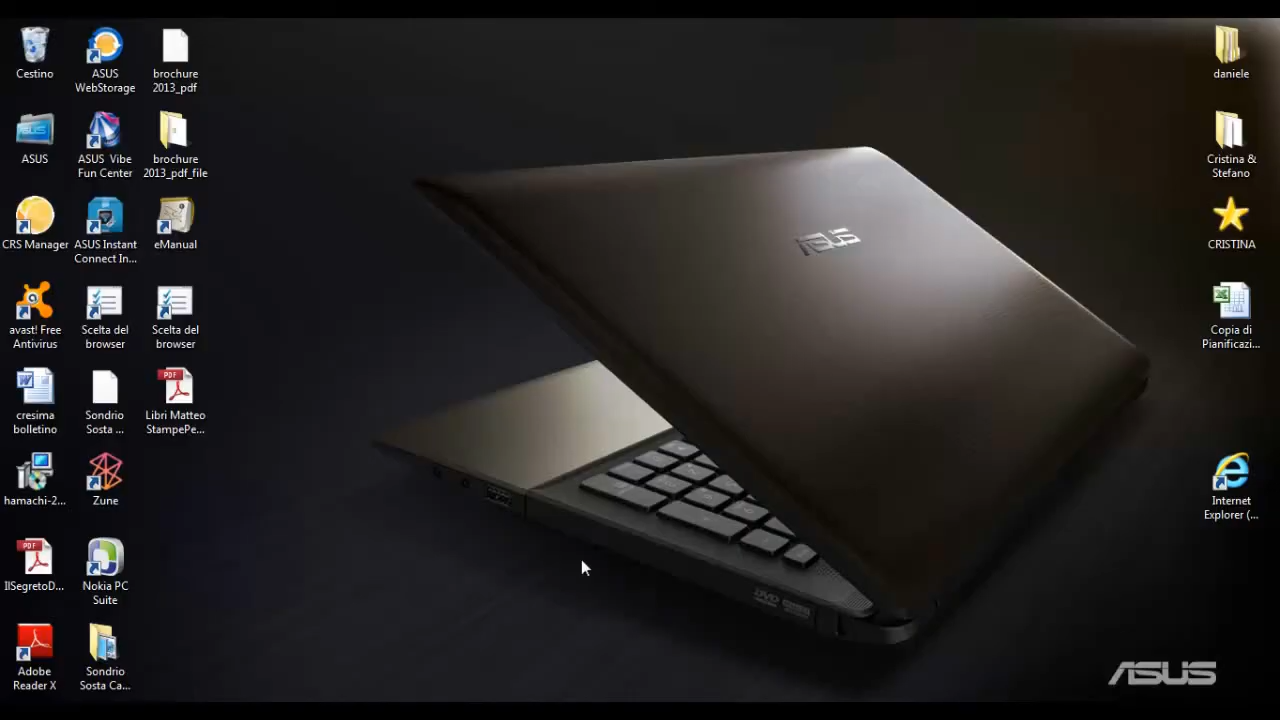 Cestino
ASUS
WebStorage
brochure
2013_pdf
ASUS
ASUS Vibe
Fun Center
brochure
2013_pdf_file
CRS Manager
ASUS Instant
Connect In...
eManual
avast! Free
Antivirus
Scelta del
browser
Scelta del
browser
cresima
bolletino
Sondrio
Sosta ...
Libri Matteo
StampePe...
hamachi-2...
Zune
IlSegretoD...
Nokia PC
Suite
Adobe
Reader X
Sondrio
Sosta Ca...
daniele
Cristina &
Stefano
CRISTINA
Copia di
Pianificazi...
Internet
Explorer (...
ASUS
DVD
ASUS